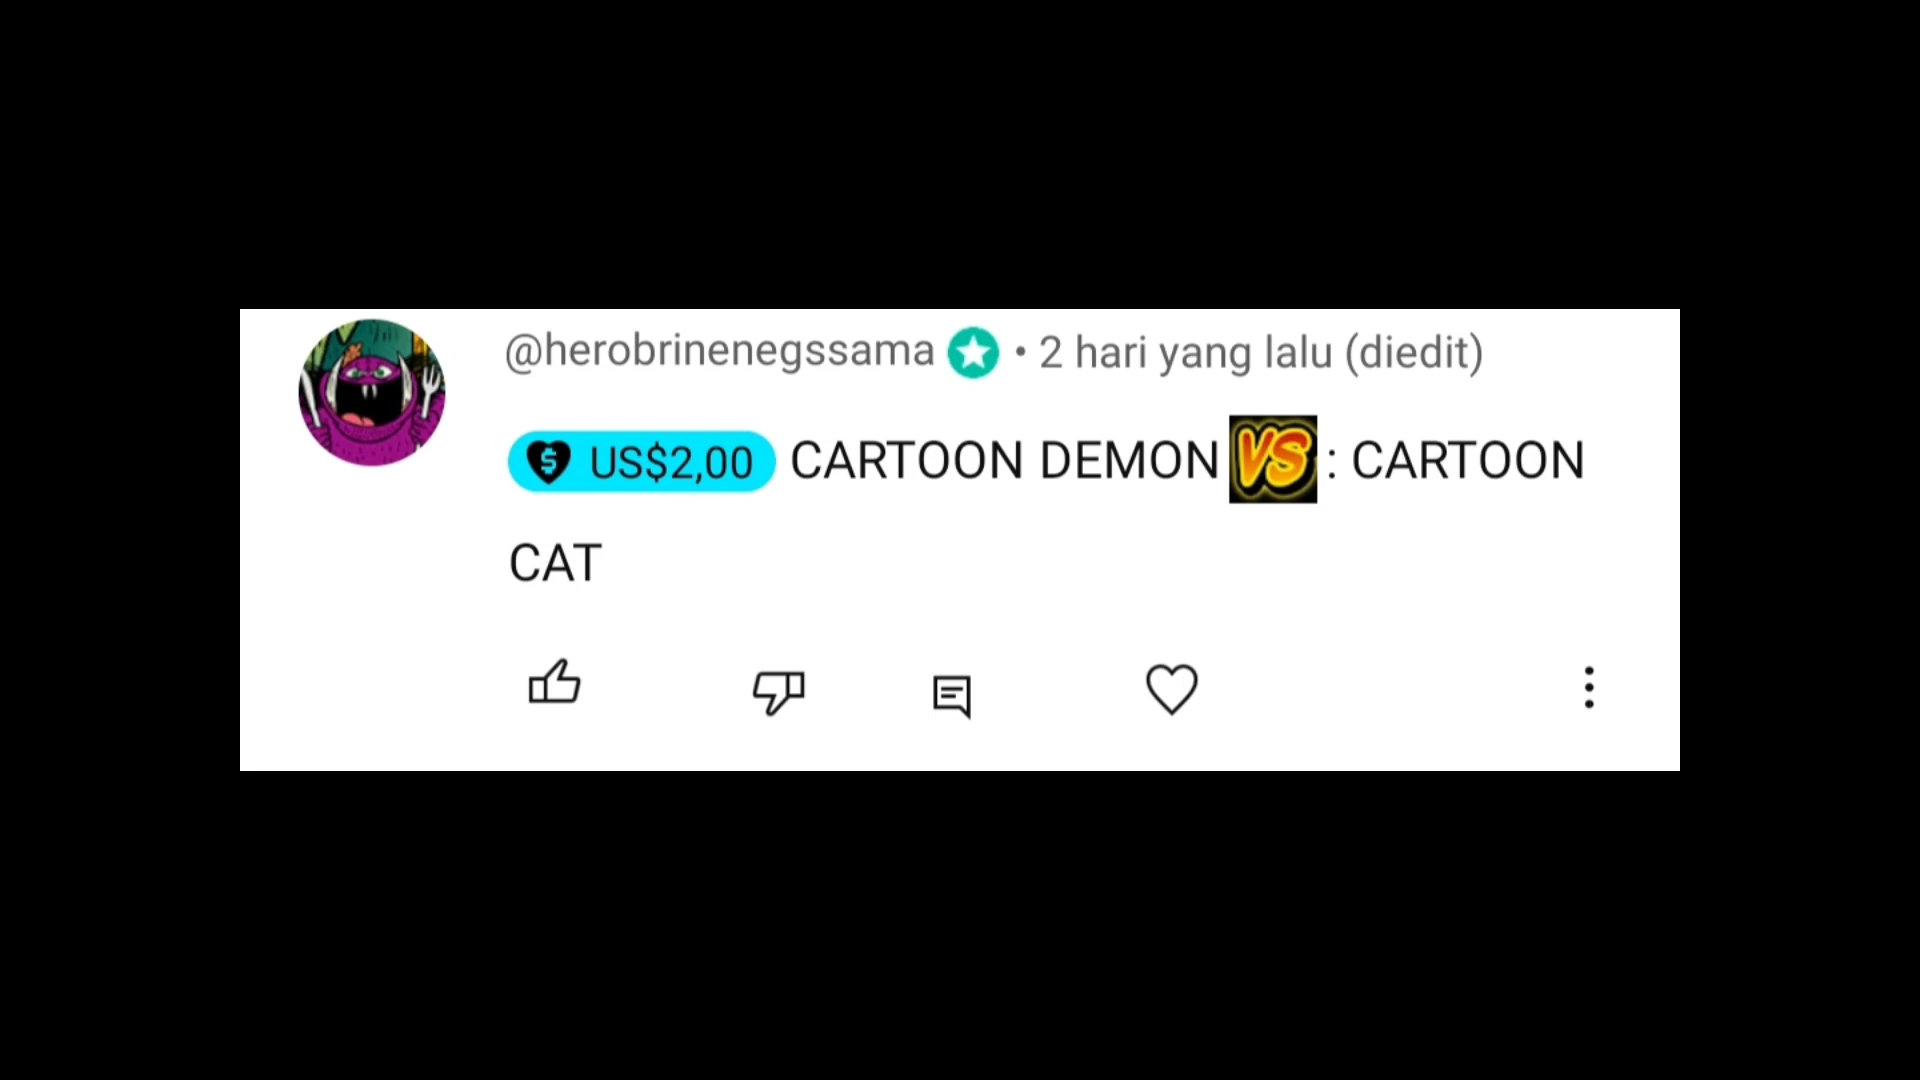 @herobrinenegssama • 2 hari yang lalu (diedit)
US$2,00 CARTOON DEMON VS : CARTOON
CAT